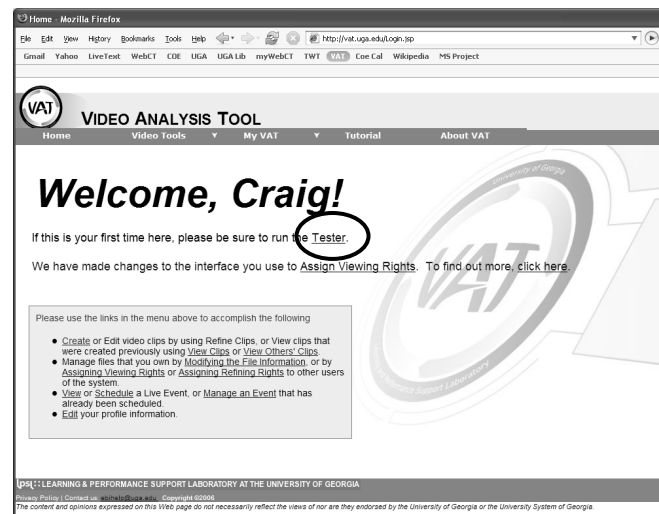 Home - Mozilla Firefox
File Edit View History Bookmarks Tools Help http://vat.uga.edu/Login.jsp
Gmail Yahoo LiveText WebCT COE UGA UGA Lib myWebCT TWT VAT Coe Cal Wikipedia MS Project
VAT VIDEO ANALYSIS TOOL
Home Video Tools My VAT Tutorial About VAT
University of Georgia
VAT
Welcome, Craig!
If this is your first time here, please be sure to run the Tester.
We have made changes to the interface you use to Assign Viewing Rights. To find out more, click here.
Please use the links in the menu above to accomplish the following
● Create or Edit video clips by using Refine Clips, or View clips that
were created previously using View Clips or View Others' Clips.
● Manage files that you own by Modifying the File Information, or by
Assigning Viewing Rights or Assigning Refining Rights to other users
of the system.
● View or Schedule a Live Event, or Manage an Event that has
already been scheduled.
● Edit your profile information.
Performance Support Laboratory
LPSL:: LEARNING & PERFORMANCE SUPPORT LABORATORY AT THE UNIVERSITY OF GEORGIA
Privacy Policy | Contact us: ebihelp@uga.edu, Copyright ©2006
The content and opinions expressed on this Web page do not necessarily reflect the views of nor are they endorsed by the University of Georgia or the University System of Georgia.